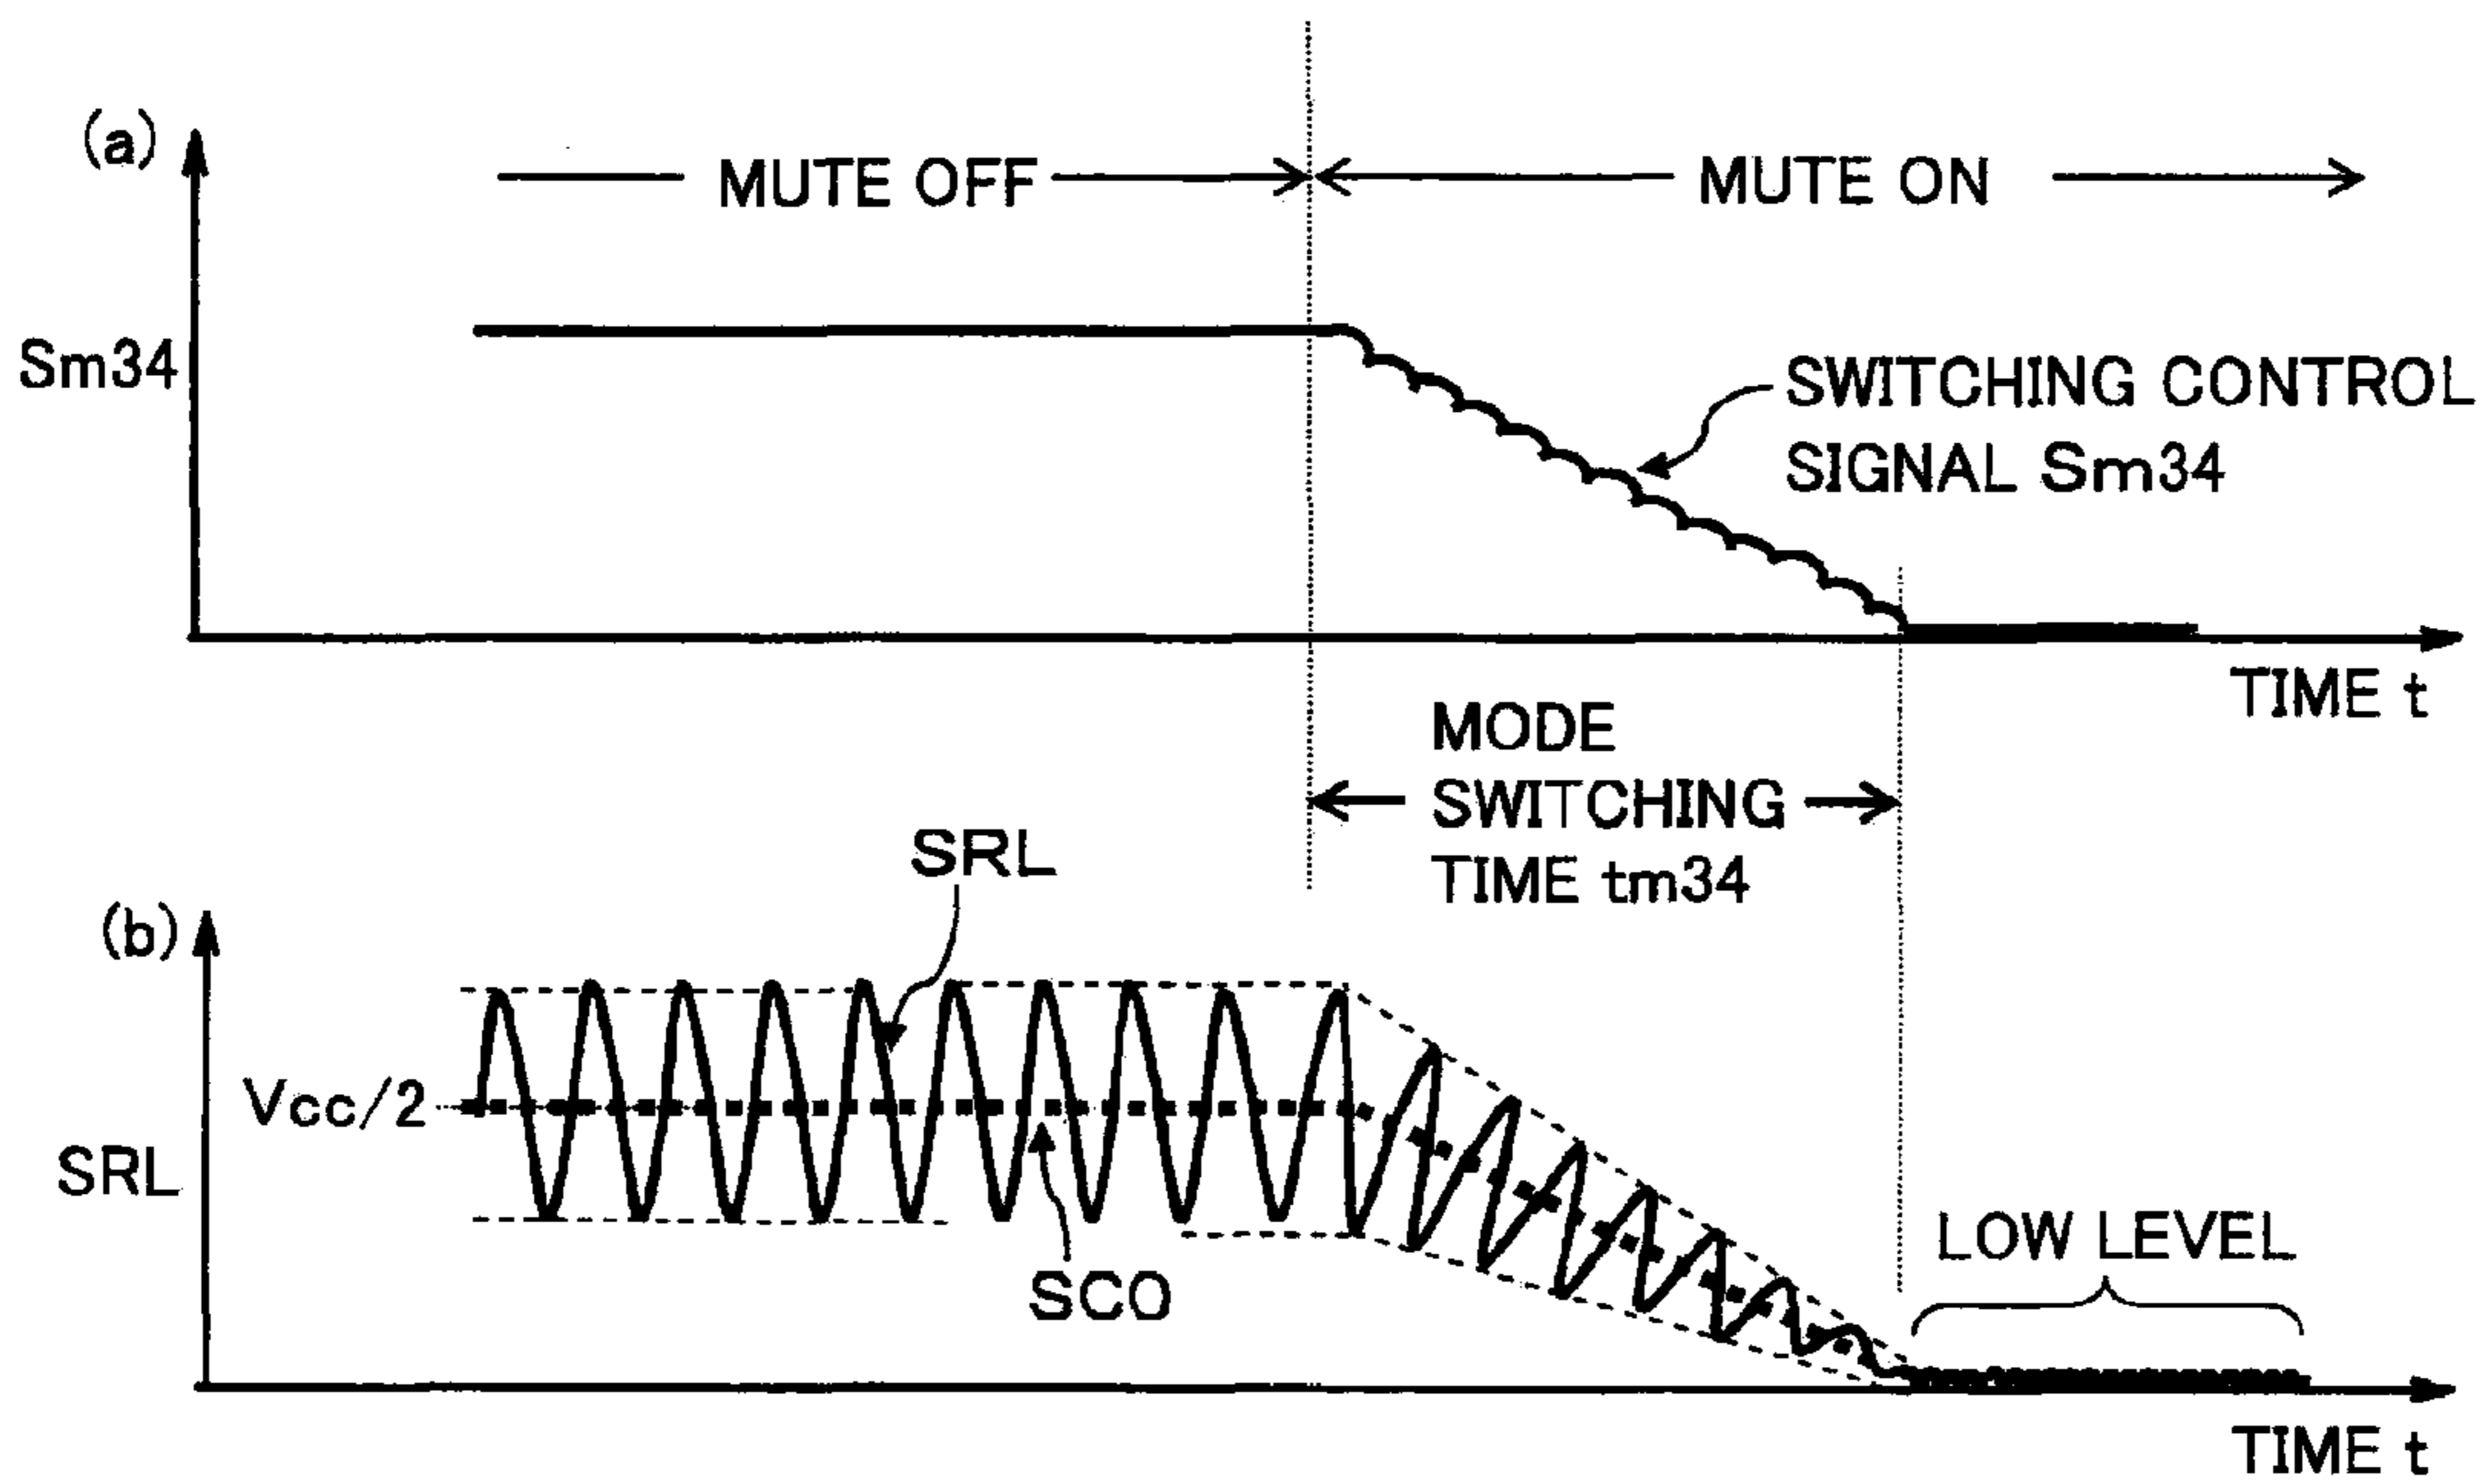 (a)
MUTE OFF
MUTE ON
Sm34
SWITCHING CONTROL
SIGNAL Sm34
TIME t
MODE
SWITCHING
TIME tm34
SRL
(b)
Vcc/2
SRL
SCO
LOW LEVEL
TIME t